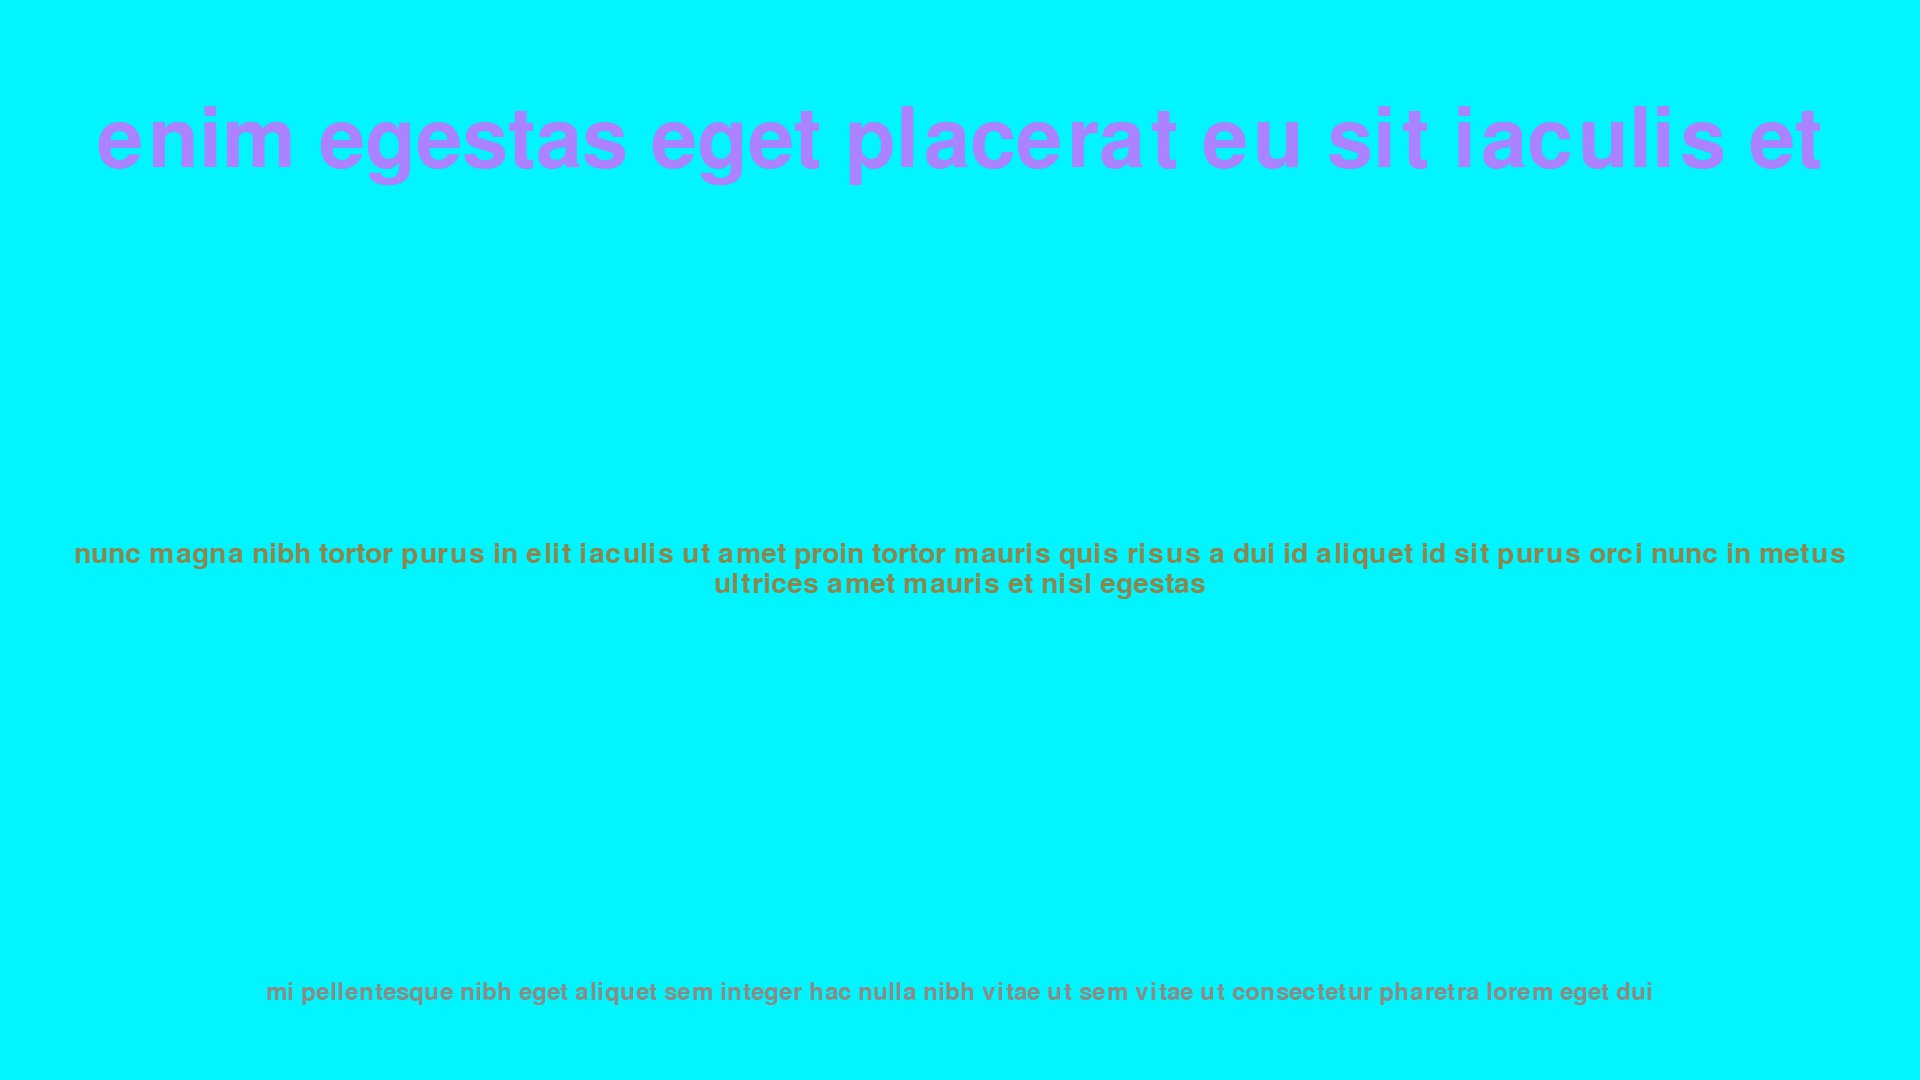 enim egestas eget placerat eu sit iaculis et
nunc magna nibh tortor purus in elit iaculis ut amet proin tortor mauris quis risus a dui id aliquet id sit purus orci nunc in metus
ultrices amet mauris et nisl egestas
mi pellentesque nibh eget aliquet sem integer hac nulla nibh vitae ut sem vitae ut consectetur pharetra lorem eget dui